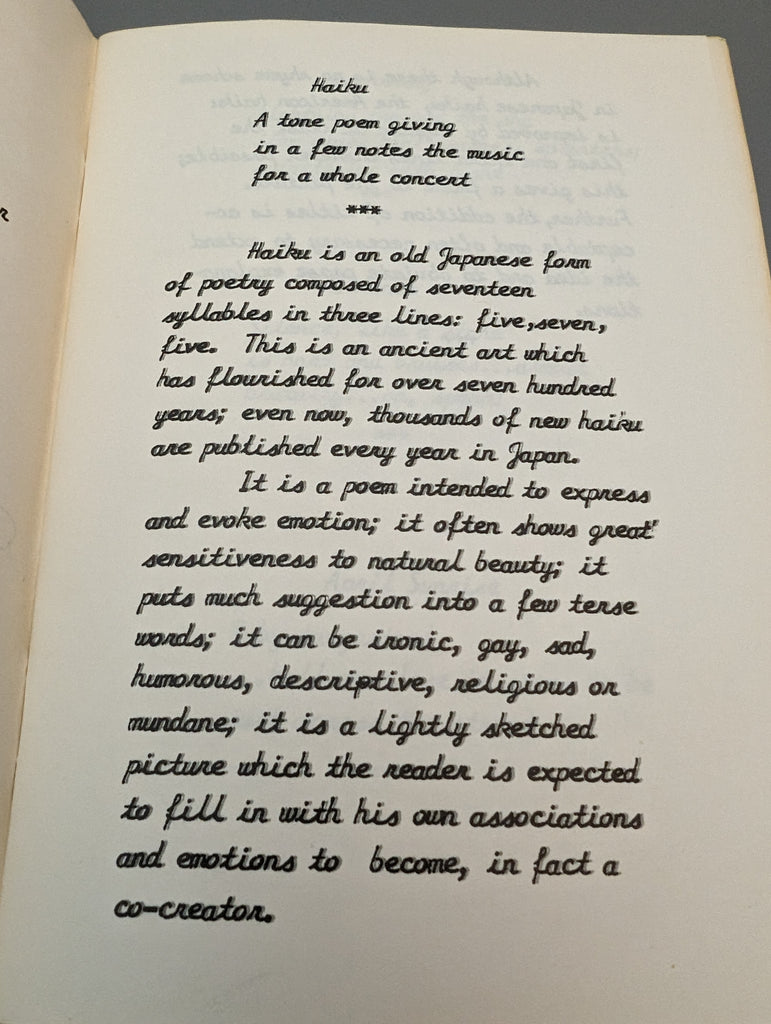 Haiku
A tone poem giving
in a few notes the music
for a whole concert
***
Haiku is an old Japanese form
of poetry composed of seventeen
syllables in three lines: five,seven,
five. This is an ancient art which
has flourished for over seven hundred
years; even now, thousands of new haiku
are published every year in Japan.
It is a poem intended to express
and evoke emotion; it often shows great
sensitiveness to natural beauty; it
puts much suggestion into a few terse
words; it can be ironic, gay, sad,
humorous, descriptive, religious or
mundane; it is a lightly sketched
picture which the reader is expected
to fill in with his own associations
and emotions to become, in fact a
co-creator.